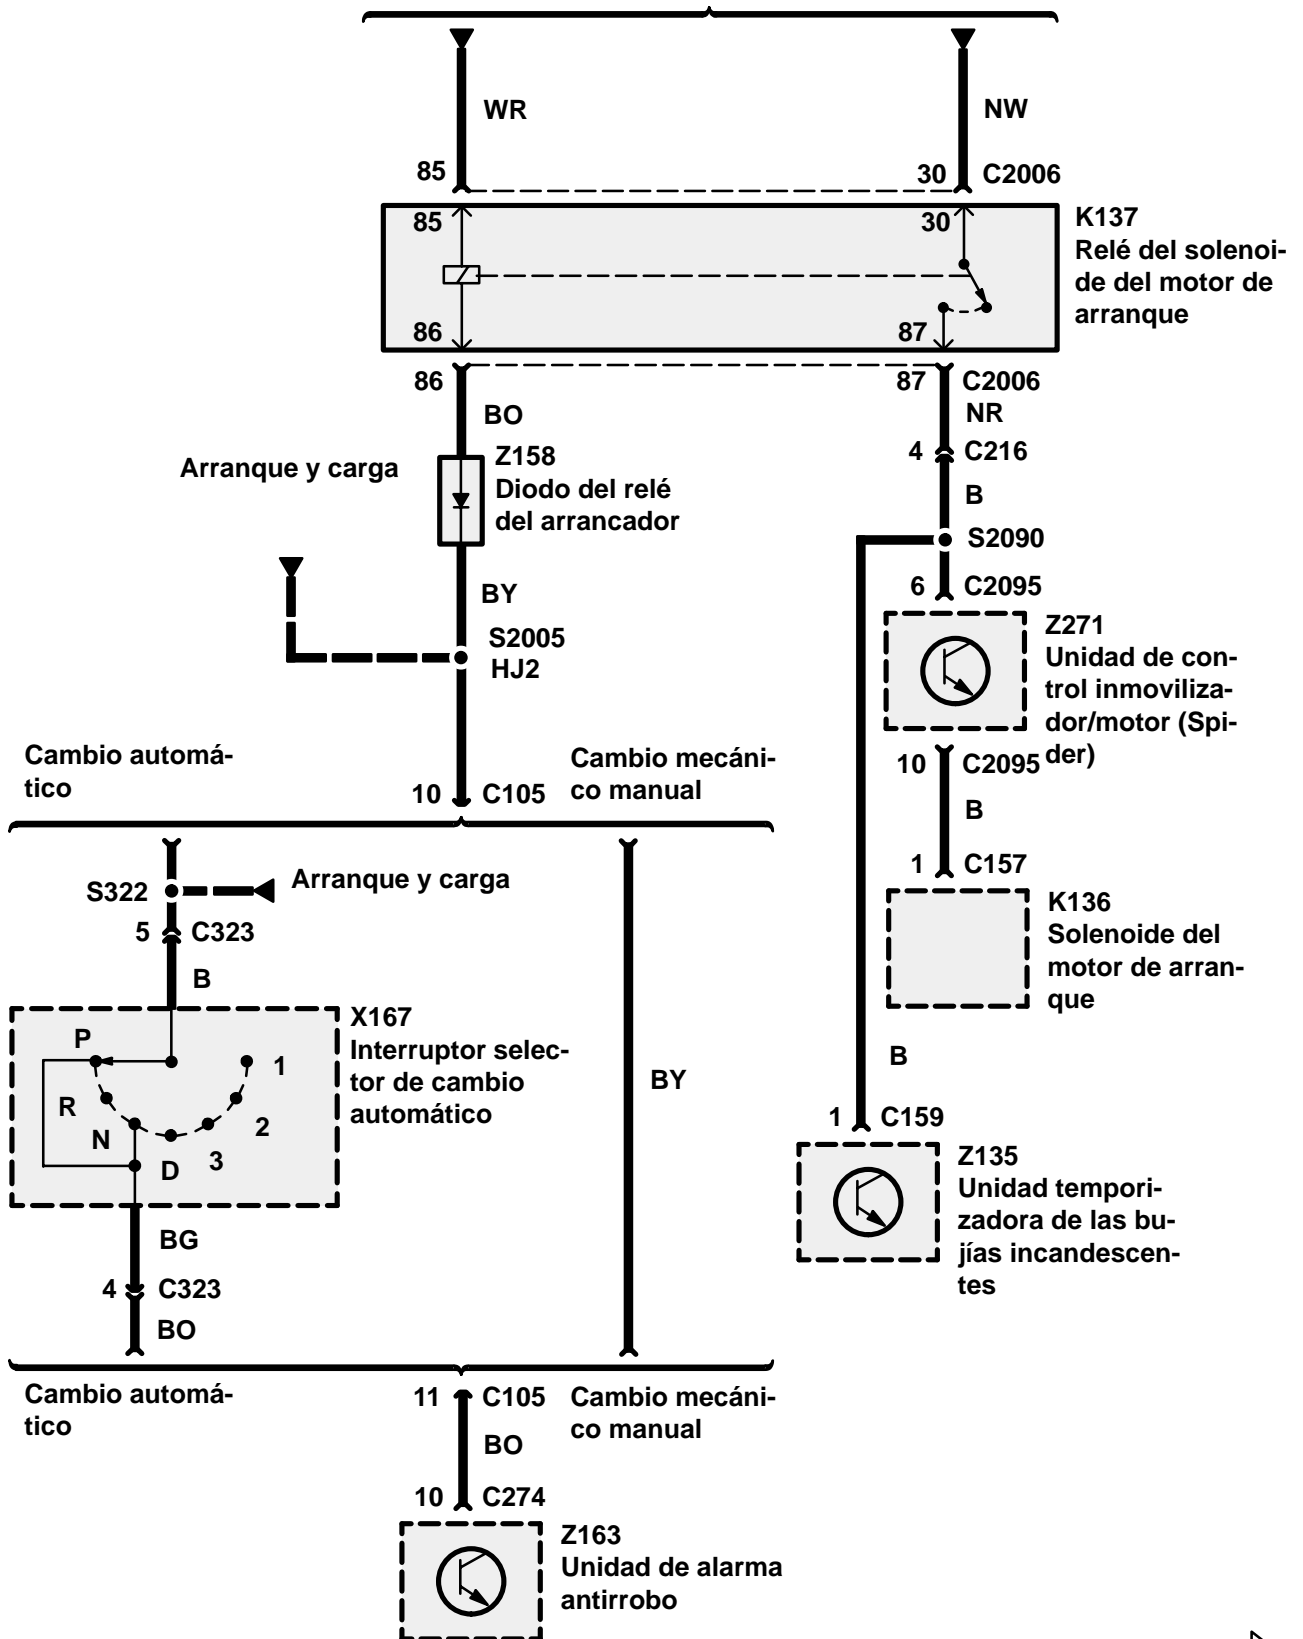 WR
NW
85
30
C2006
85
30
86
87
K137
Relé del solenoi-
de del motor de
arranque
86
87
C2006
BO
NR
4
C216
B
Arranque y carga
Z158
Diodo del relé
del arrancador
S2090
BY
6
C2095
S2005
HJ2
Z271
Unidad de con-
trol inmoviliza-
dor/motor (Spi-
der)
Cambio automá-
tico
10
C105
Cambio mecáni-
co manual
10
C2095
B
S322
Arranque y carga
1
C157
5
C323
K136
Solenoide del
motor de arran-
que
B
X167
Interruptor selec-
tor de cambio
automático
P
R
N
D
3
2
1
BY
B
1
C159
Z135
Unidad tempori-
zadora de las bu-
jías incandescen-
tes
BG
4
C323
BO
Cambio automá-
tico
11
C105
Cambio mecáni-
co manual
BO
10
C274
Z163
Unidad de alarma
antirrobo